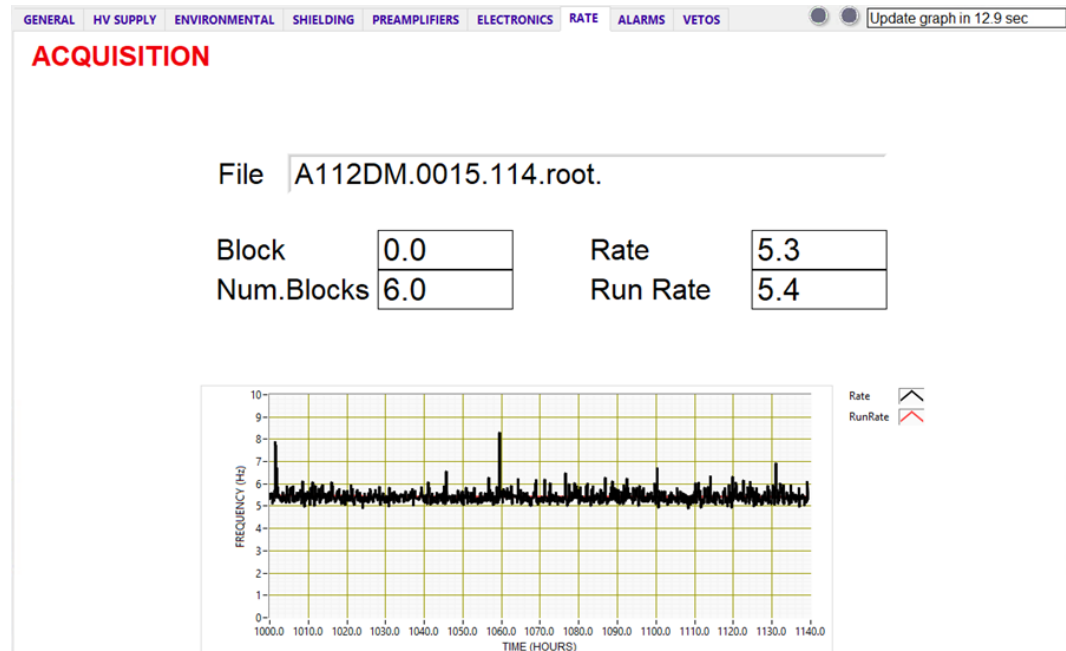 GENERAL HV SUPPLY ENVIRONMENTAL SHIELDING PREAMPLIFIERS ELECTRONICS RATE ALARMS VETOS Update graph in 12.9 sec
ACQUISITION
File A112DM.0015.114.root.
Block 0.0 Rate 5.3
Num.Blocks 6.0 Run Rate 5.4
Rate
RunRate
FREQUENCY (Hz)
10
9
8
7
6
5
4
3
2
1
0
1000.0 1010.0 1020.0 1030.0 1040.0 1050.0 1060.0 1070.0 1080.0 1090.0 1100.0 1110.0 1120.0 1130.0 1140.0
TIME (HOURS)